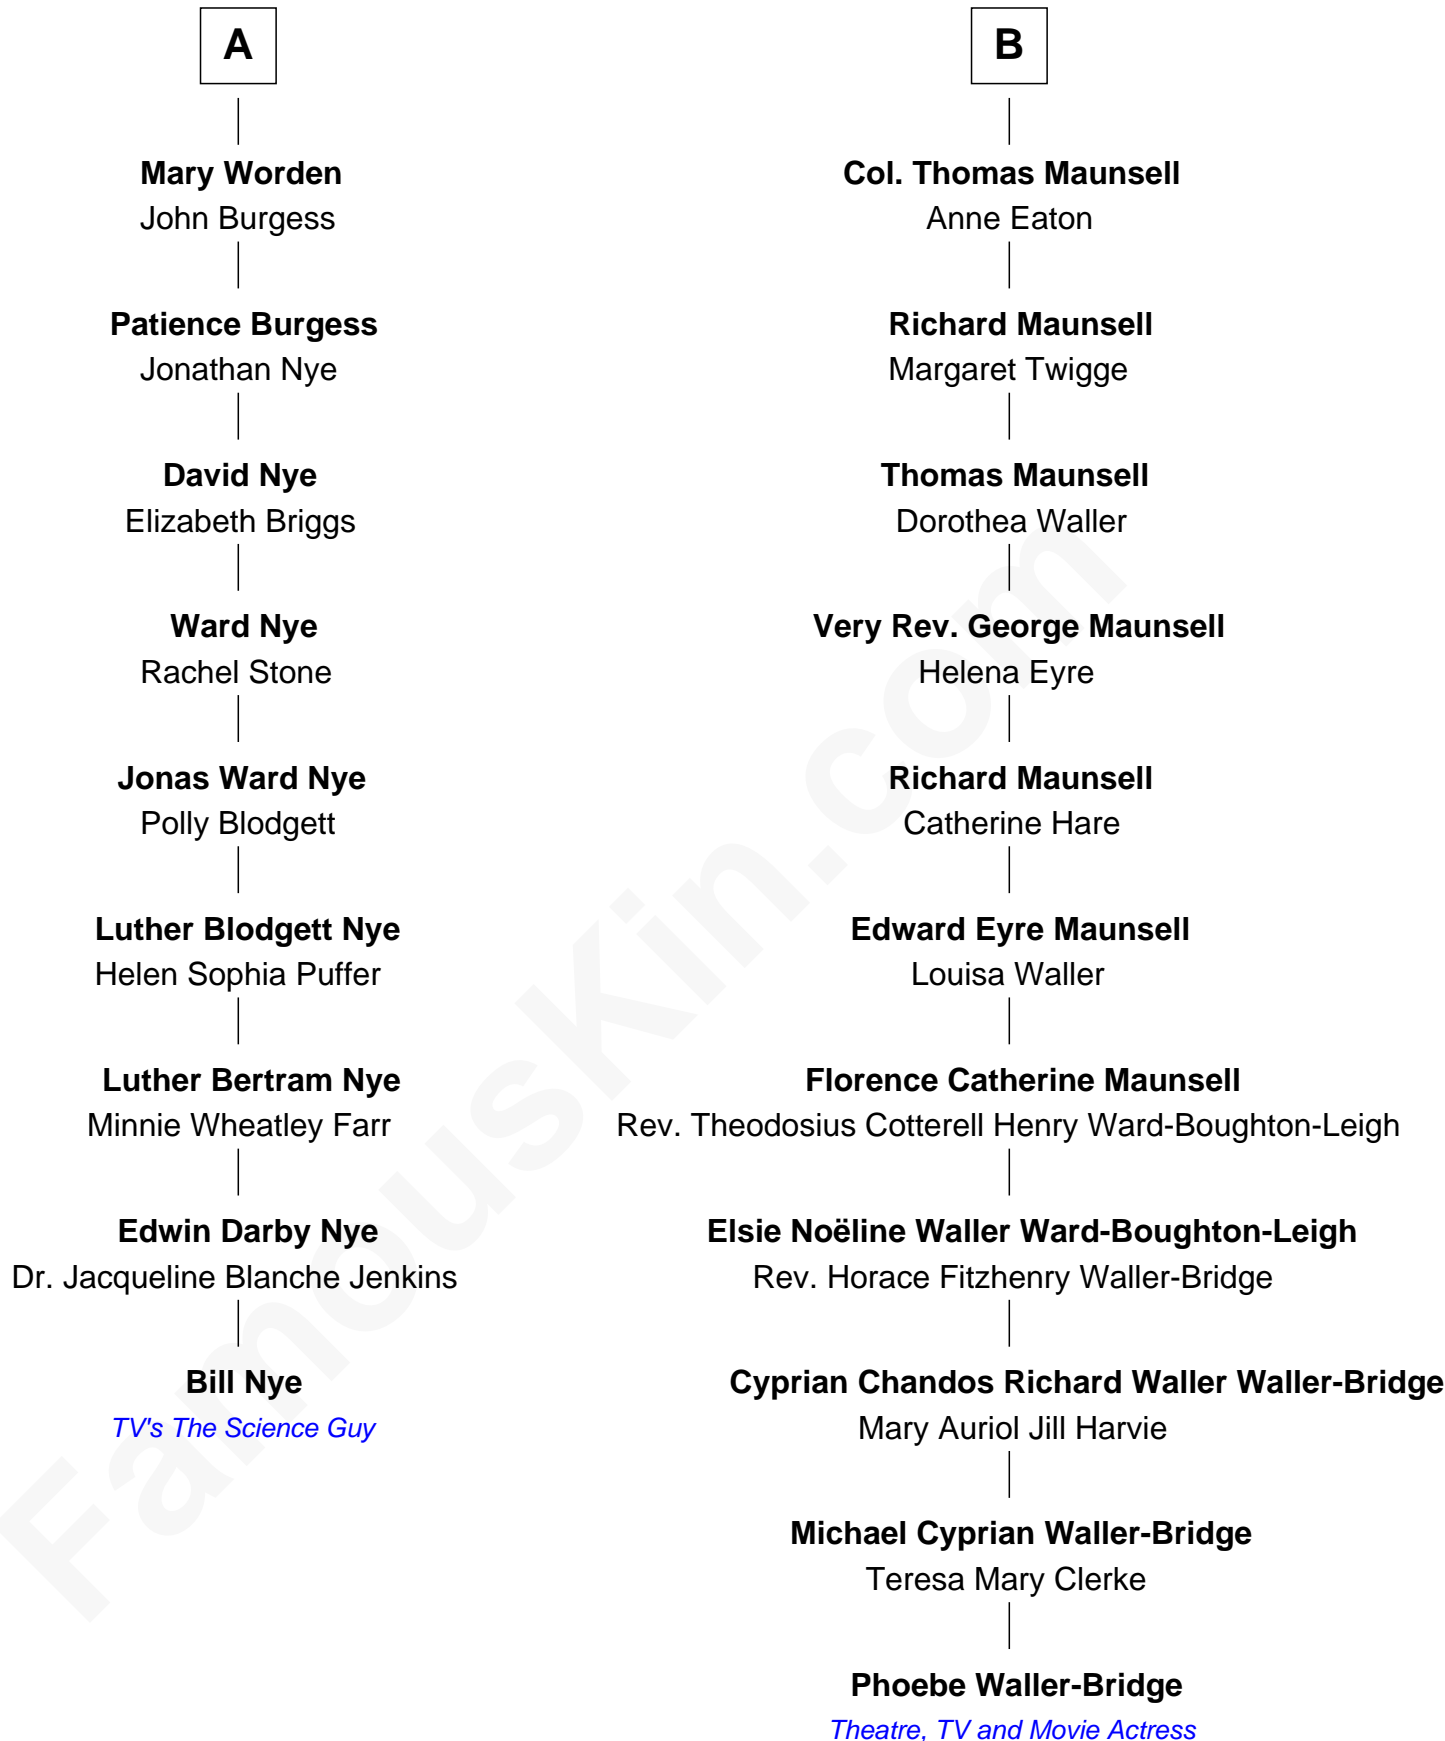 A
Mary Worden
John Burgess
Patience Burgess
Jonathan Nye
David Nye
Elizabeth Briggs
Ward Nye
Rachel Stone
Jonas Ward Nye
Polly Blodgett
Luther Blodgett Nye
Helen Sophia Puffer
Luther Bertram Nye
Minnie Wheatley Farr
Edwin Darby Nye
Dr. Jacqueline Blanche Jenkins
Bill Nye
TV's The Science Guy
B
Col. Thomas Maunsell
Anne Eaton
Richard Maunsell
Margaret Twigge
Thomas Maunsell
Dorothea Waller
Very Rev. George Maunsell
Helena Eyre
Richard Maunsell
Catherine Hare
Edward Eyre Maunsell
Louisa Waller
Florence Catherine Maunsell
Rev. Theodosius Cotterell Henry Ward-Boughton-Leigh
Elsie Noëline Waller Ward-Boughton-Leigh
Rev. Horace Fitzhenry Waller-Bridge
Cyprian Chandos Richard Waller Waller-Bridge
Mary Auriol Jill Harvie
Michael Cyprian Waller-Bridge
Teresa Mary Clerke
Phoebe Waller-Bridge
Theatre, TV and Movie Actress
FamousKin.com